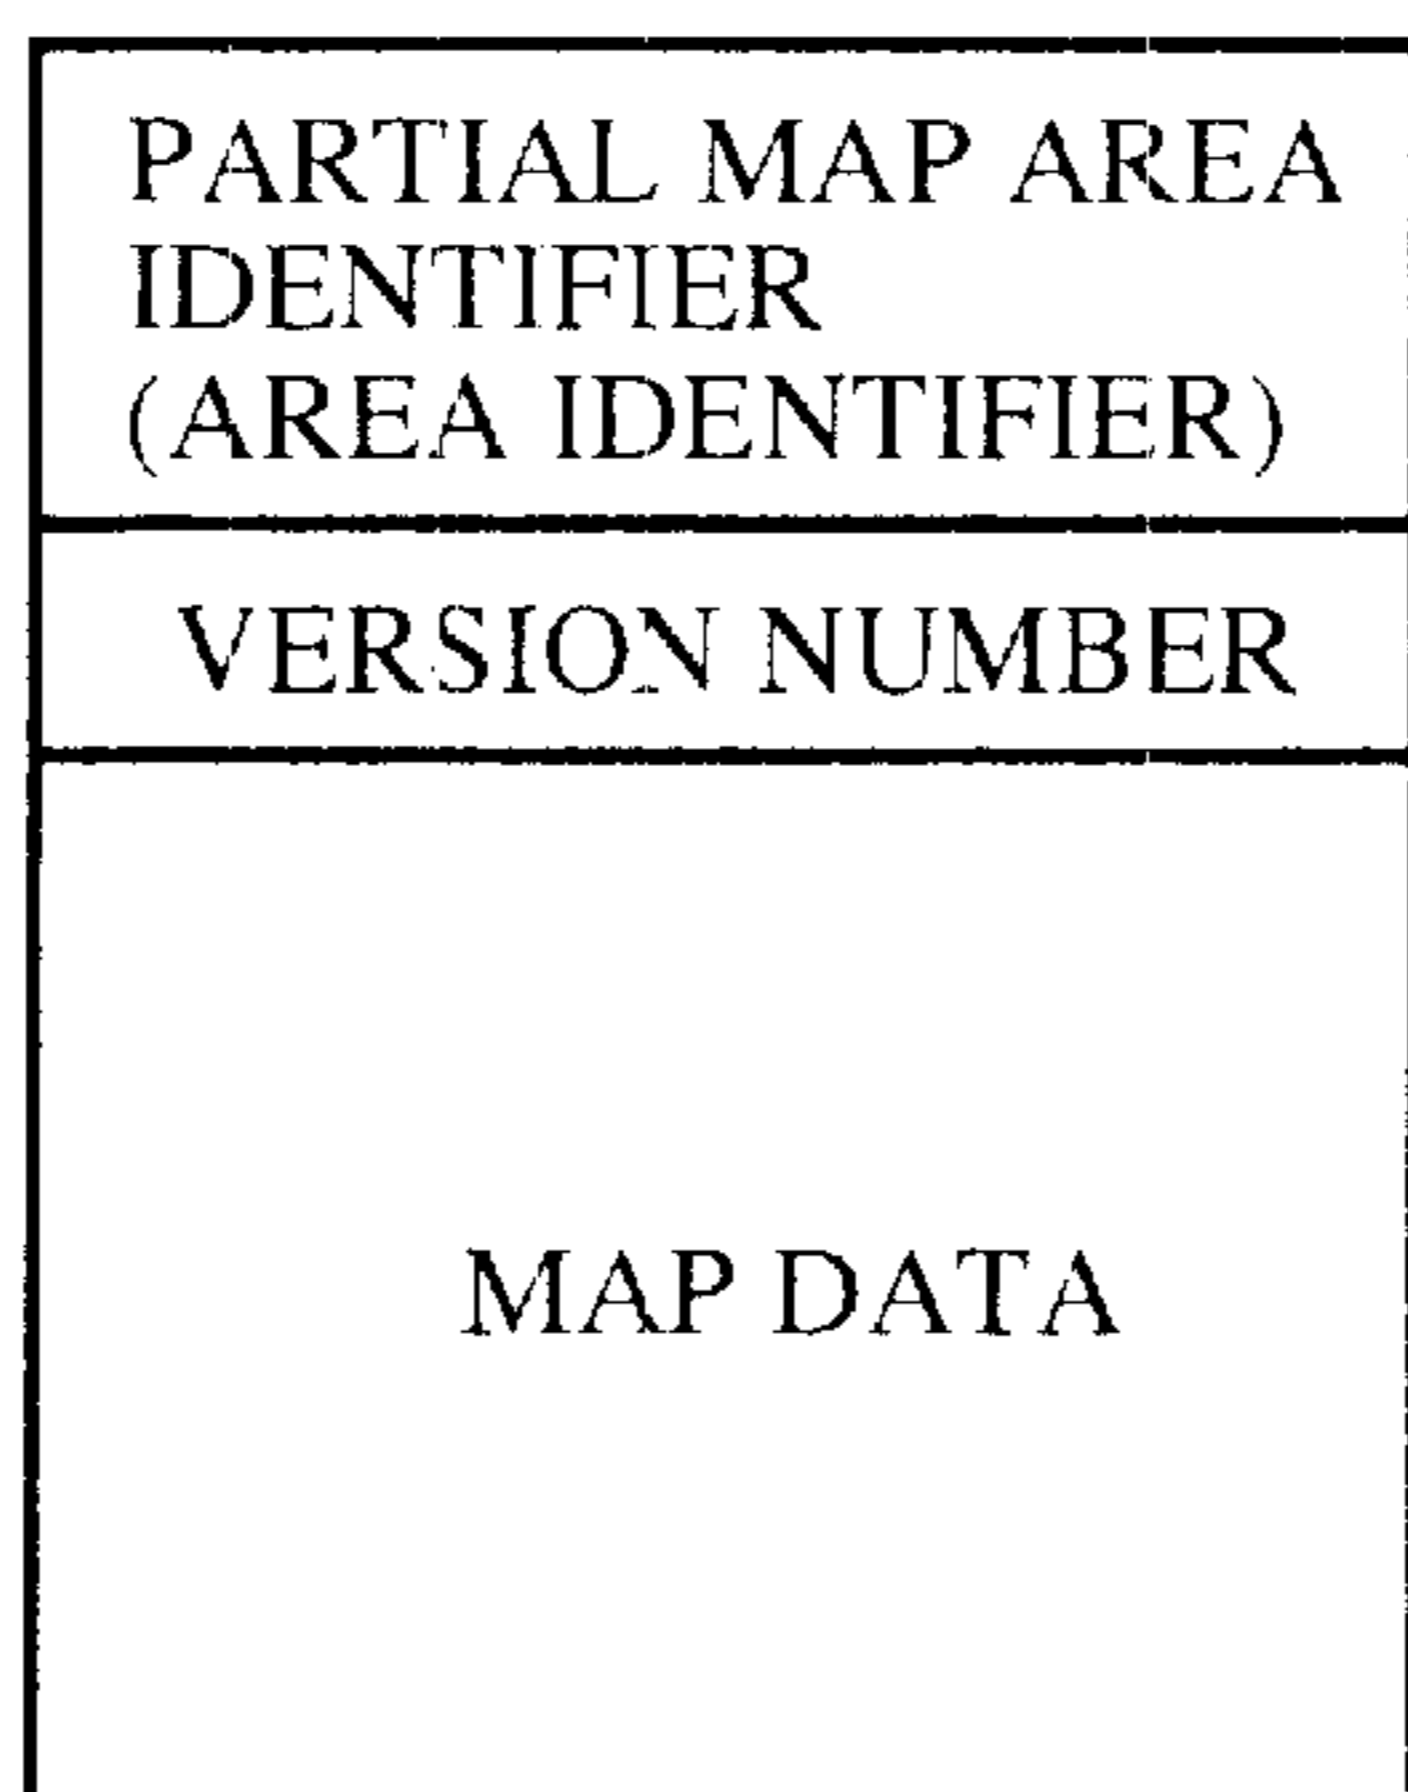 PARTIAL MAP AREA
IDENTIFIER
(AREA IDENTIFIER)
VERSION NUMBER
MAP DATA